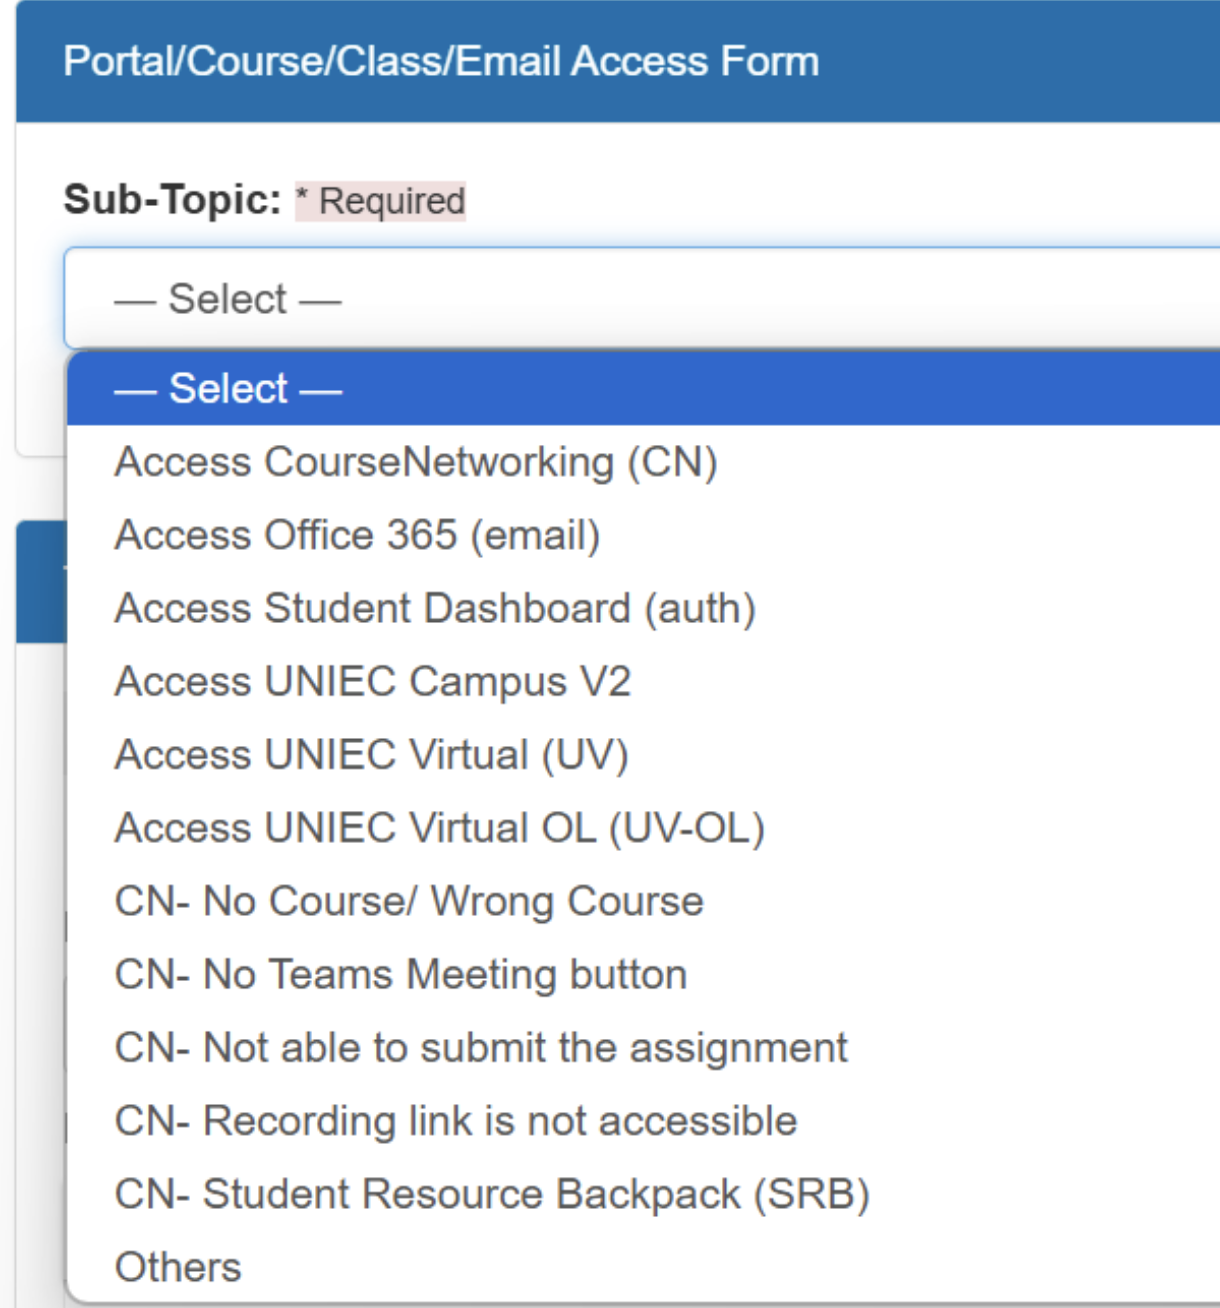 Portal/Course/Class/Email Access Form
Sub-Topic: * Required
— Select —
— Select —
Access CourseNetworking (CN)
Access Office 365 (email)
Access Student Dashboard (auth)
Access UNIEC Campus V2
Access UNIEC Virtual (UV)
Access UNIEC Virtual OL (UV-OL)
CN- No Course/ Wrong Course
CN- No Teams Meeting button
CN- Not able to submit the assignment
CN- Recording link is not accessible
CN- Student Resource Backpack (SRB)
Others